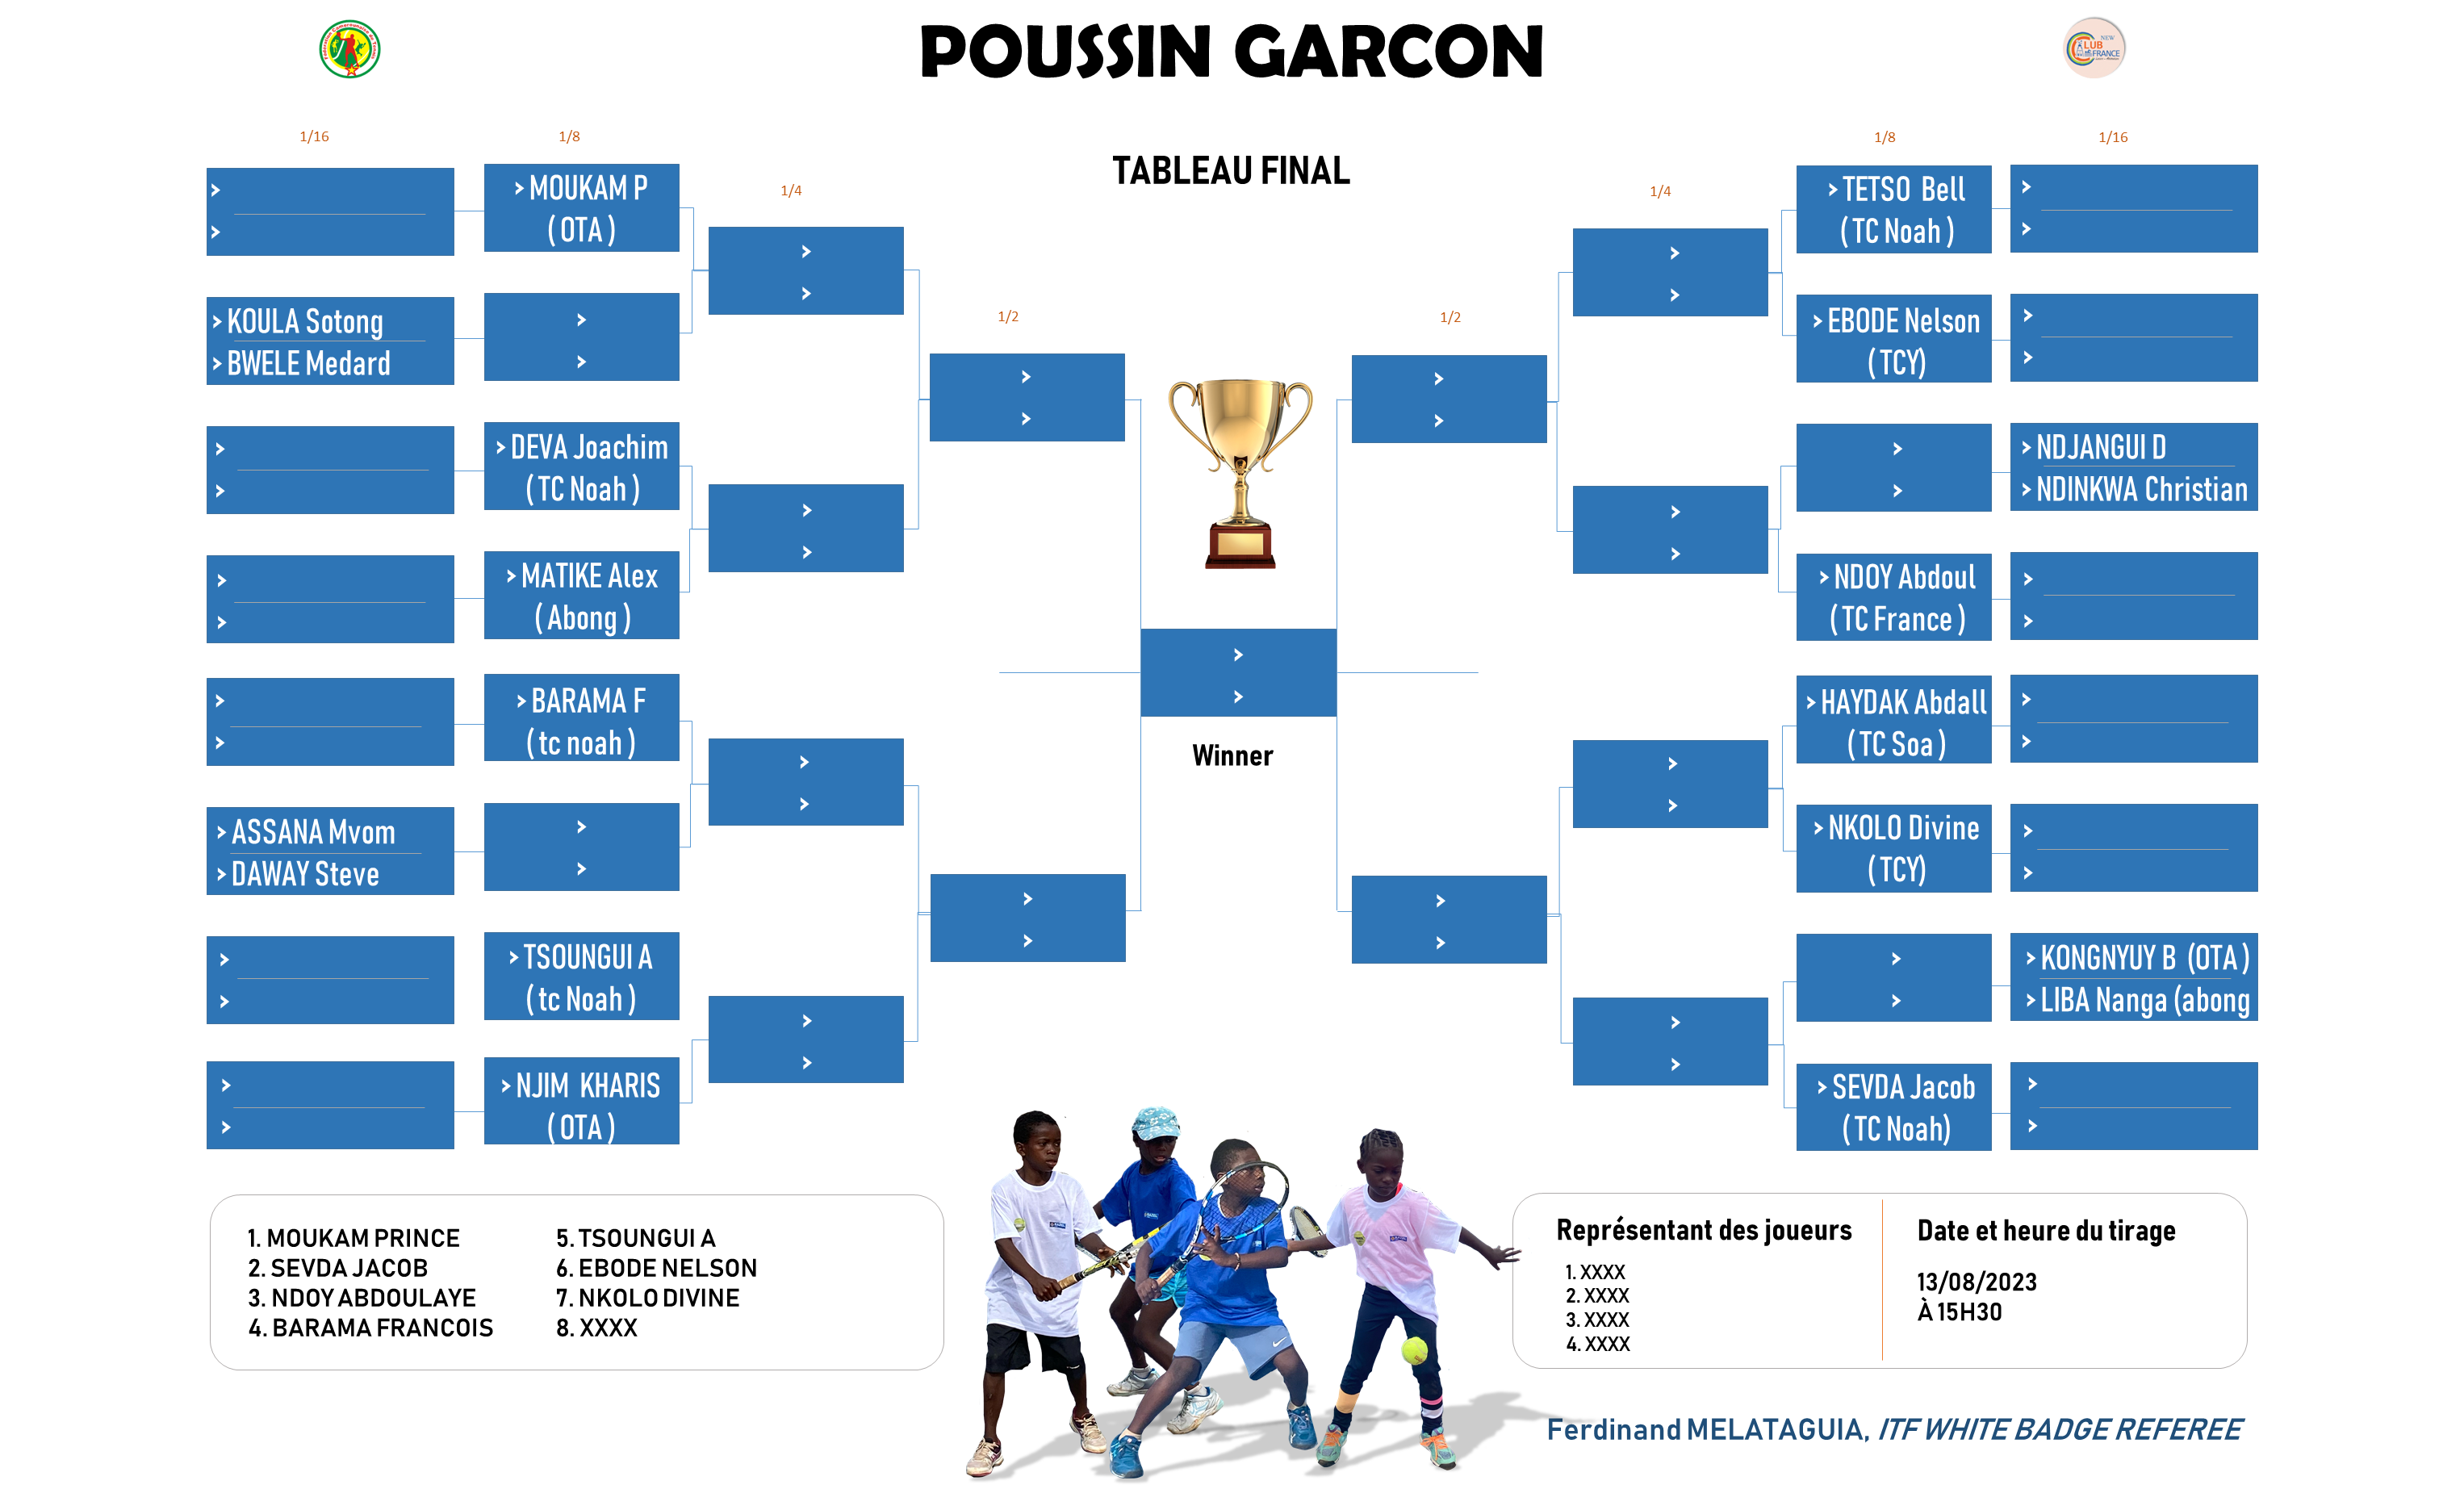 POUSSIN GARCON
LUB
NEW
FRANCE
TABLEAU FINAL
1/16
1/8
1/4
1/2
1/2
1/4
1/8
1/16
>
>
> KOULA Sotong
> BWELE Medard
>
>
>
>
>
>
> ASSANA Mvom
> DAWAY Steve
>
>
>
>
> MOUKAM P
( OTA )
>
>
> DEVA Joachim
( TC Noah )
> MATIKE Alex
( Abong )
> BARAMA F
( tc noah )
>
>
> TSOUNGUI A
( tc Noah )
> NJIM KHARIS
( OTA )
>
>
>
>
>
>
>
>
>
>
>
>
>
>
Winner
>
>
>
>
>
>
>
>
>
>
>
>
> TETSO Bell
( TC Noah )
> EBODE Nelson
( TCY)
>
>
> NDOY Abdoul
( TC France )
> HAYDAK Abdall
( TC Soa )
> NKOLO Divine
( TCY)
>
>
> SEVDA Jacob
( TC Noah)
>
>
>
>
> NDJANGUI D
> NDINKWA Christian
>
>
>
>
>
>
> KONGNYUY B (OTA )
> LIBA Nanga (abong
>
>
1. MOUKAM PRINCE
2. SEVDA JACOB
3. NDOY ABDOULAYE
4. BARAMA FRANCOIS
5. TSOUNGUI A
6. EBODE NELSON
7. NKOLO DIVINE
8. XXXX
Représentant des joueurs
1. XXXX
2. XXXX
3. XXXX
4. XXXX
Date et heure du tirage
13/08/2023
À 15H30
Ferdinand MELATAGUIA, ITF WHITE BADGE REFEREE